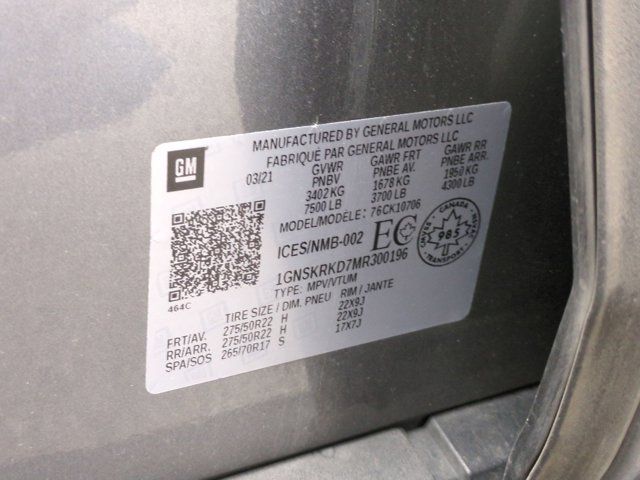 GM
MANUFACTURED BY GENERAL MOTORS LLC
FABRIQUÉ PAR GENERAL MOTORS LLC
03/21 GVWR GAWR FRT GAWR RR
PNBV PNBE AV. PNBE ARR.
3402 KG 1678 KG 1950 KG
7500 LB 3700 LB 4300 LB
MODEL/MODELE: 76CK10706
ICES/NMB-002 EC
CANADA
985
TRANSPORT
1GNSKRKD7MR300196
TYPE: MPV/VTUM
464C
TIRE SIZE / DIM. PNEU RIM / JANTE
FRT/AV. 275/50R22 H 22X9J
RR/ARR. 275/50R22 H 22X9J
SPA/SOS 265/70R17 S 17X7J